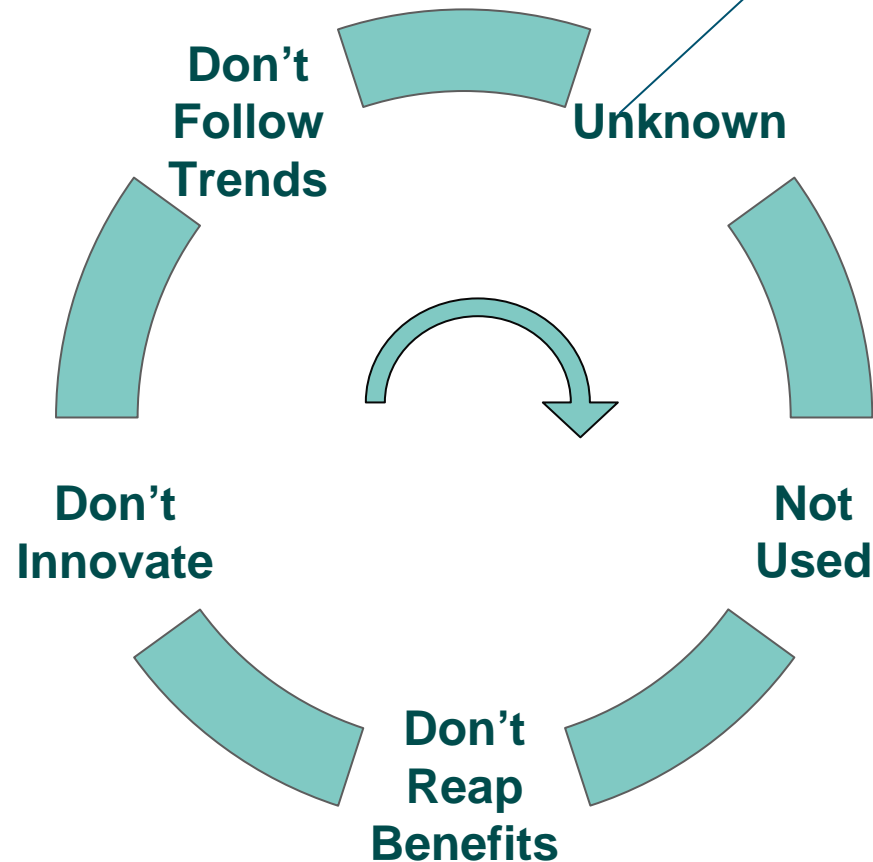 Don’t
Follow
Trends
Unknown
Not
Used
Don’t
Reap
Benefits
Don’t
Innovate